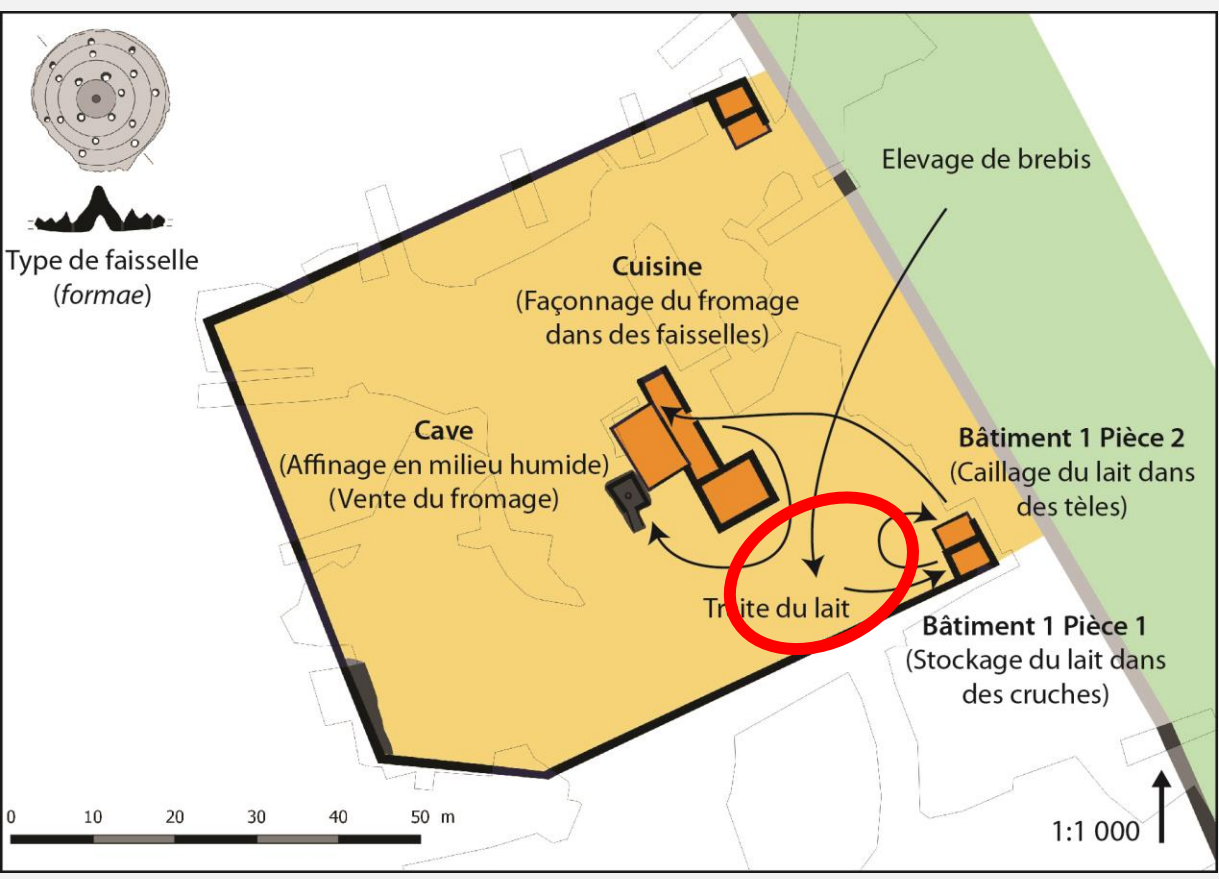 Type de faisselle
(formae)
Elevage de brebis
Cuisine
(Façonnage du fromage
dans des faisselles)
Cave
(Affinage en milieu humide)
(Vente du fromage)
Bâtiment 1 Pièce 2
(Caillage du lait dans
des tèles)
Traite du lait
Bâtiment 1 Pièce 1
(Stockage du lait dans
des cruches)
0 10 20 30 40 50 m
1:1 000